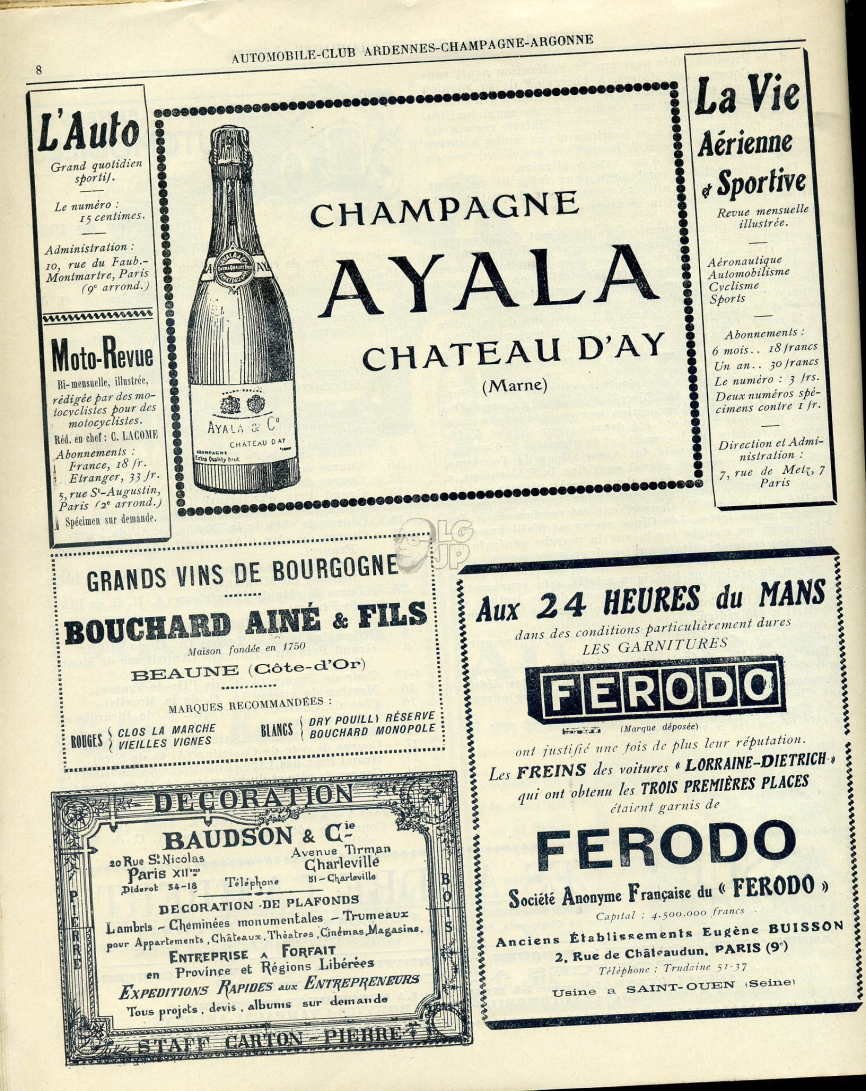 8
AUTOMOBILE-CLUB ARDENNES-CHAMPAGNE-ARGONNE
L'Auto
Grand quotidien
sportif.
Le numéro :
15 centimes.
Administration :
10, rue du Faub.-
Montmartre, Paris
(9e arrond.)
Moto-Revue
Bi-mensuelle, illustrée,
rédigée par des mo-
tocyclistes pour des
motocyclistes.
Réd. en chef : C. LACOME
Abonnements :
France, 18 fr.
Etranger, 33 fr.
5, rue St-Augustin,
Paris (2e arrond.)
Spécimen sur demande.
CHAMPAGNE
AYALA
CHATEAU D'AY
(Marne)
AYALA & Co
CHATEAU D'AY
CHAMPAGNE
Extra Quality Brut
La Vie
Aérienne
& Sportive
Revue mensuelle
illustrée.
Aéronautique
Automobilisme
Cyclisme
Sports
Abonnements :
6 mois.. 18 francs
Un an.. 30 francs
Le numéro : 3 frs.
Deux numéros spé-
cimens contre 1 fr.
Direction et Admi-
nistration :
7, rue de Metz, 7
Paris
LG
JP
GRANDS VINS DE BOURGOGNE
BOUCHARD AINÉ & FILS
Maison fondée en 1750
BEAUNE (Côte-d'Or)
MARQUES RECOMMANDÉES :
ROUGES { CLOS LA MARCHE
VIEILLES VIGNES
BLANCS { DRY POUILLY RÉSERVE
BOUCHARD MONOPOLE
Aux 24 HEURES du MANS
dans des conditions particulièrement dures
LES GARNITURES
FERODO
(Marque déposée)
ont justifié une fois de plus leur réputation.
Les FREINS des voitures « LORRAINE-DIETRICH »
qui ont obtenu les TROIS PREMIÈRES PLACES
étaient garnis de
FERODO
Société Anonyme Française du « FERODO »
Capital : 4.500.000 francs
Anciens Établissements Eugène BUISSON
2, Rue de Châteaudun, PARIS (9e)
Téléphone : Trudaine 51-37
Usine a SAINT-OUEN (Seine)
DECORATION
BAUDSON & Cie
20 Rue St Nicolas
Paris XIIme
Diderot 34-18
Téléphone
Avenue Tirman
Charleville
51 - Charleville
DECORATION DE PLAFONDS
Lambris - Cheminées monumentales - Trumeaux
pour Appartements, Châteaux, Théatres, Cinémas, Magasins.
ENTREPRISE A FORFAIT
en Province et Régions Libérées
EXPEDITIONS RAPIDES aux ENTREPRENEURS
Tous projets, devis, albums sur demande
PIERRE
BOIS
STAFF CARTON-PIERRE